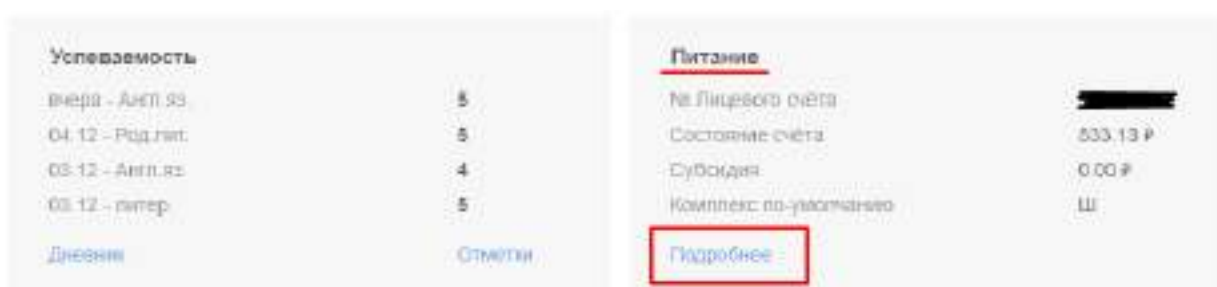 Успеваемость
вчера - Англ.яз. 5
04.12 - Род.лит. 5
03.12 - Англ.яз. 4
03.12 - литер. 5
Дневник Отметки
Питание
№ Лицевого счёта
Состояние счёта 833.13 ₽
Субсидия 0.00 ₽
Комплекс по-умолчанию Ш
Подробнее